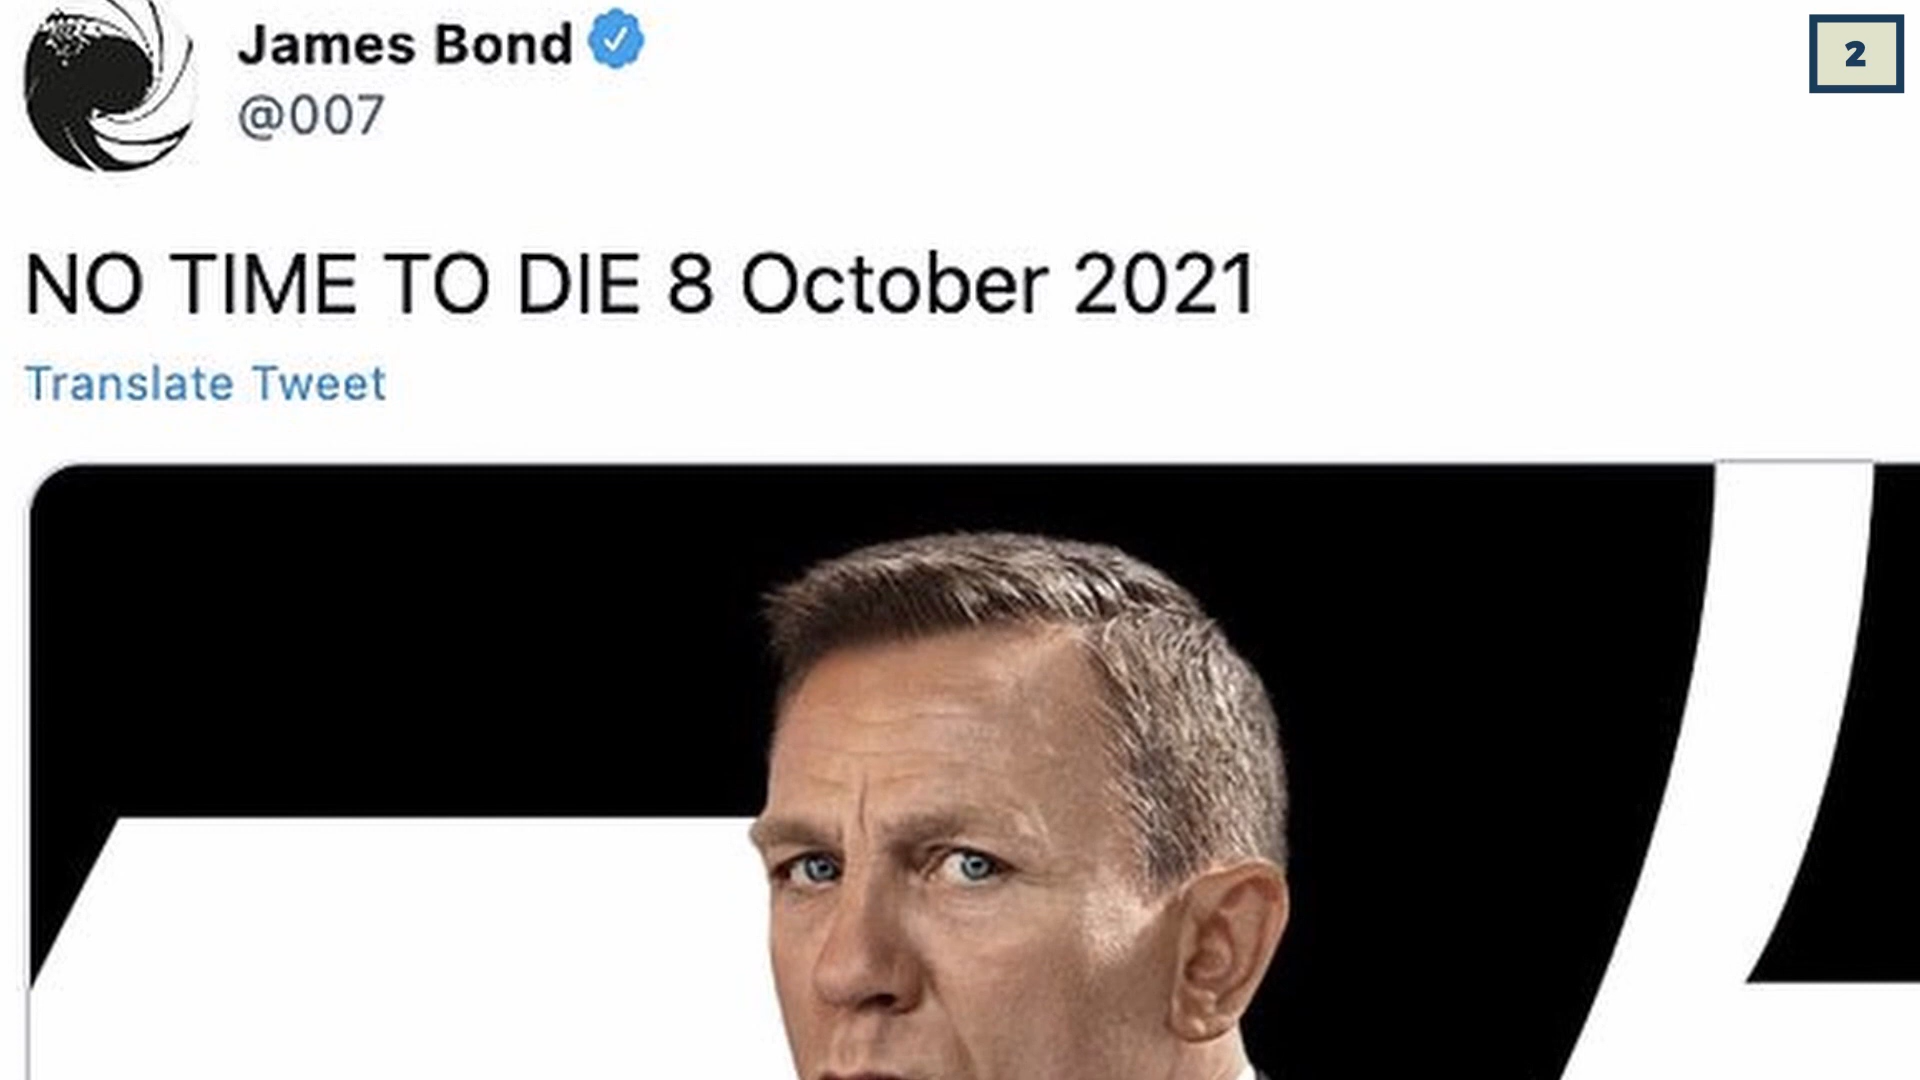 James Bond
@007
2
NO TIME TO DIE 8 October 2021
Translate Tweet